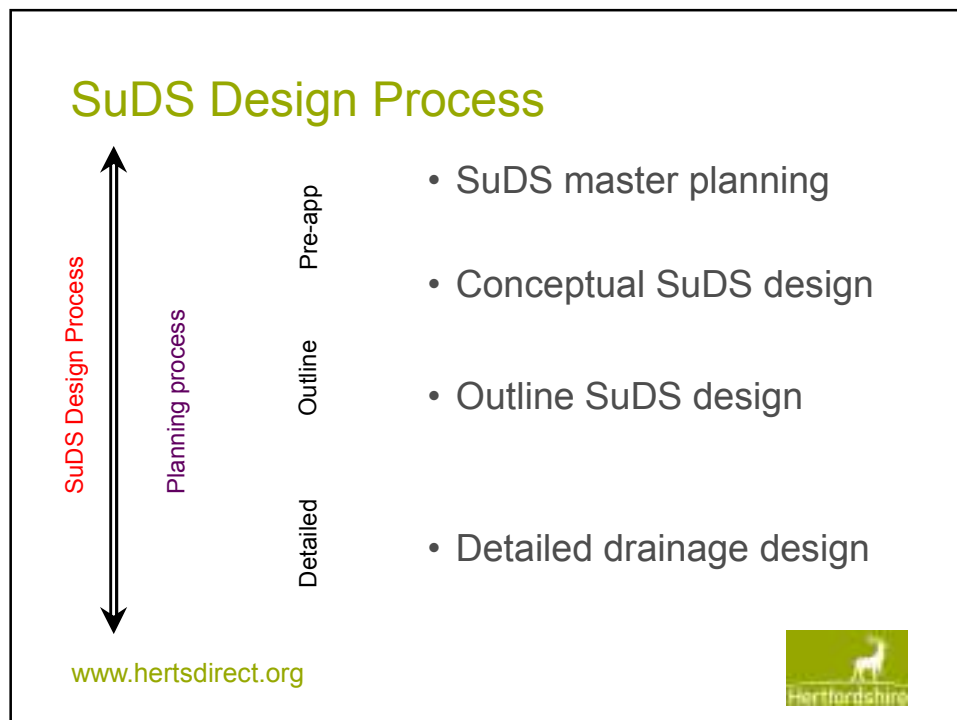 SuDS Design Process
SuDS Design Process
Planning process
Pre-app
Outline
Detailed
• SuDS master planning
• Conceptual SuDS design
• Outline SuDS design
• Detailed drainage design
www.hertsdirect.org
Hertfordshire